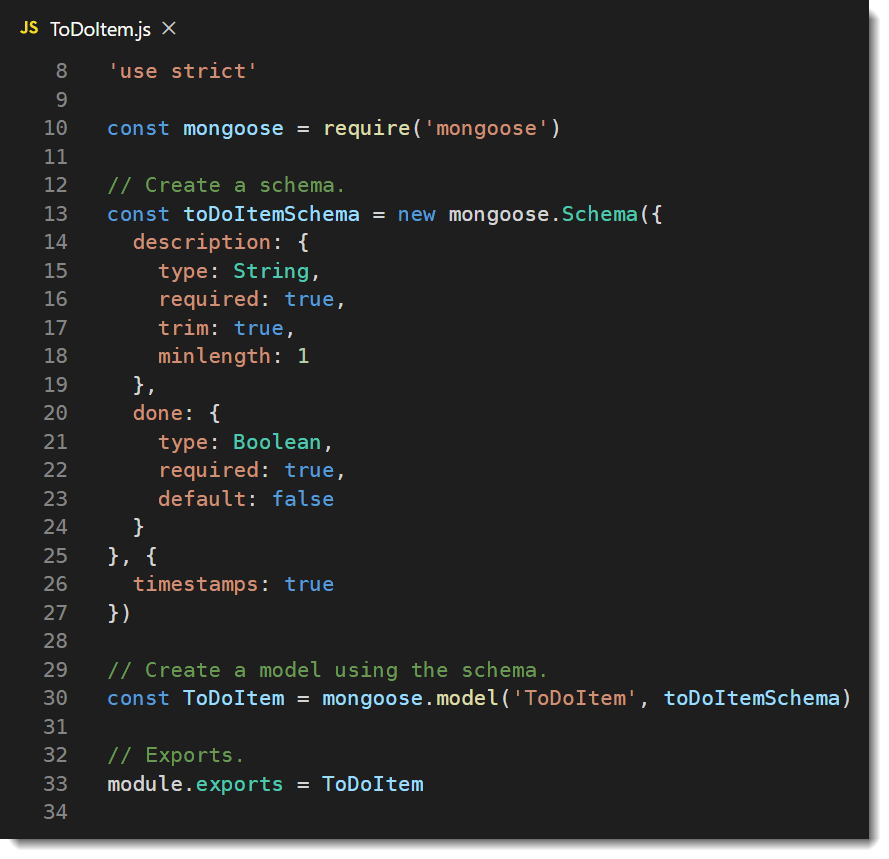 JS ToDoItem.js ×
8 'use strict'
9
10 const mongoose = require('mongoose')
11
12 // Create a schema.
13 const toDoItemSchema = new mongoose.Schema({
14   description: {
15     type: String,
16     required: true,
17     trim: true,
18     minlength: 1
19   },
20   done: {
21     type: Boolean,
22     required: true,
23     default: false
24   }
25 }, {
26   timestamps: true
27 })
28
29 // Create a model using the schema.
30 const ToDoItem = mongoose.model('ToDoItem', toDoItemSchema)
31
32 // Exports.
33 module.exports = ToDoItem
34